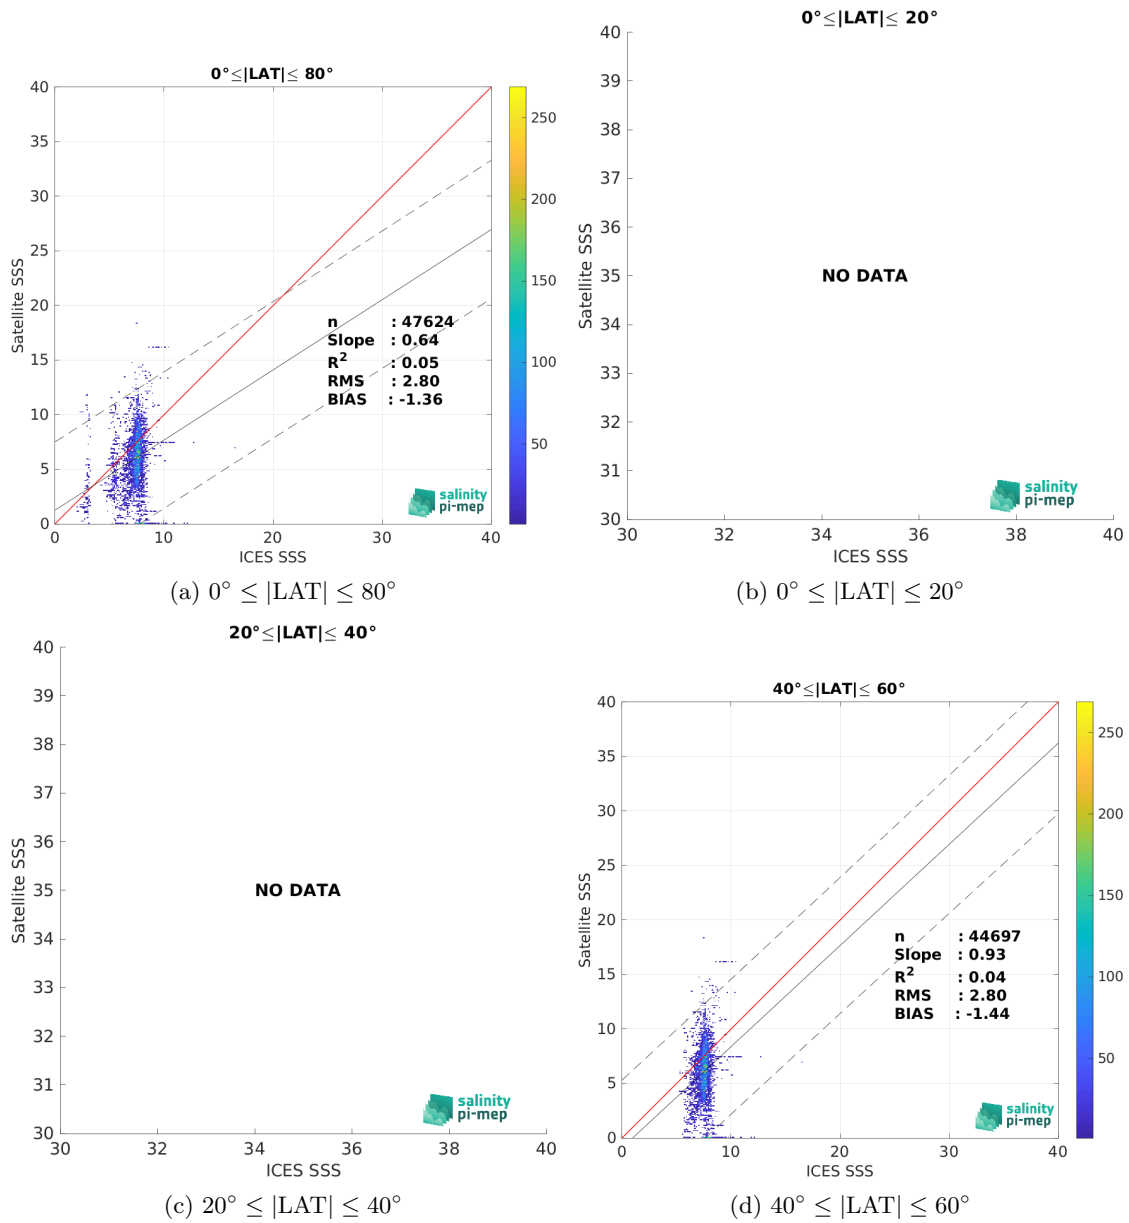 0°≤|LAT|≤ 80°
40
35
30
25
20
15
10
5
0
Satellite SSS
0 10 20 30 40
ICES SSS
n : 47624
Slope : 0.64
R² : 0.05
RMS : 2.80
BIAS : -1.36
salinity
pi-mep
250
200
150
100
50
(a) 0° ≤ |LAT| ≤ 80°
0°≤|LAT|≤ 20°
40
39
38
37
36
35
34
33
32
31
30
Satellite SSS
NO DATA
salinity
pi-mep
30 32 34 36 38 40
ICES SSS
(b) 0° ≤ |LAT| ≤ 20°
20°≤|LAT|≤ 40°
40
39
38
37
36
35
34
33
32
31
30
Satellite SSS
NO DATA
salinity
pi-mep
30 32 34 36 38 40
ICES SSS
(c) 20° ≤ |LAT| ≤ 40°
40°≤|LAT|≤ 60°
40
35
30
25
20
15
10
5
0
Satellite SSS
n : 44697
Slope : 0.93
R² : 0.04
RMS : 2.80
BIAS : -1.44
salinity
pi-mep
0 10 20 30 40
ICES SSS
250
200
150
100
50
(d) 40° ≤ |LAT| ≤ 60°